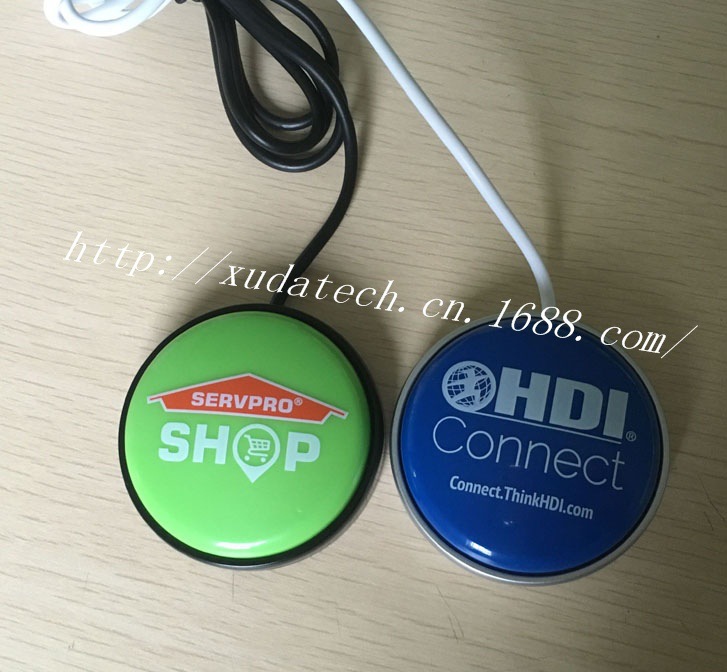 http://xudatech.cn.1688.com/
SERVPRO®
SHOP
HDI®
Connect
Connect.ThinkHDI.com